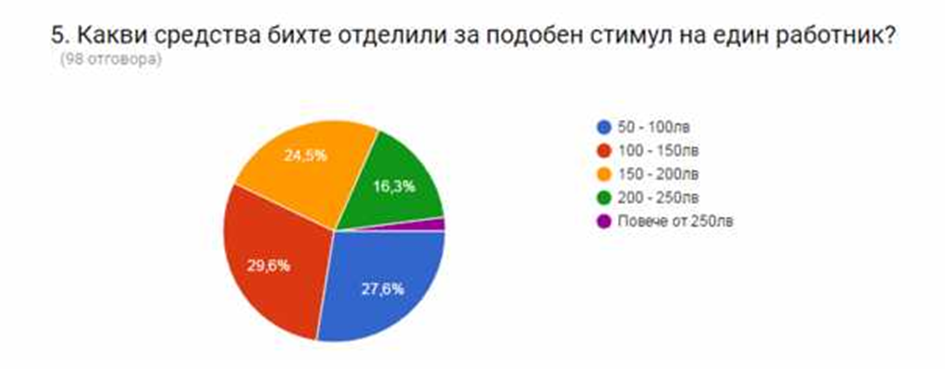 5. Какви средства бихте отделили за подобен стимул на един работник?
(98 отговора)
24,5%
16,3%
29,6%
27,6%
50 - 100лв
100 - 150лв
150 - 200лв
200 - 250лв
Повече от 250лв